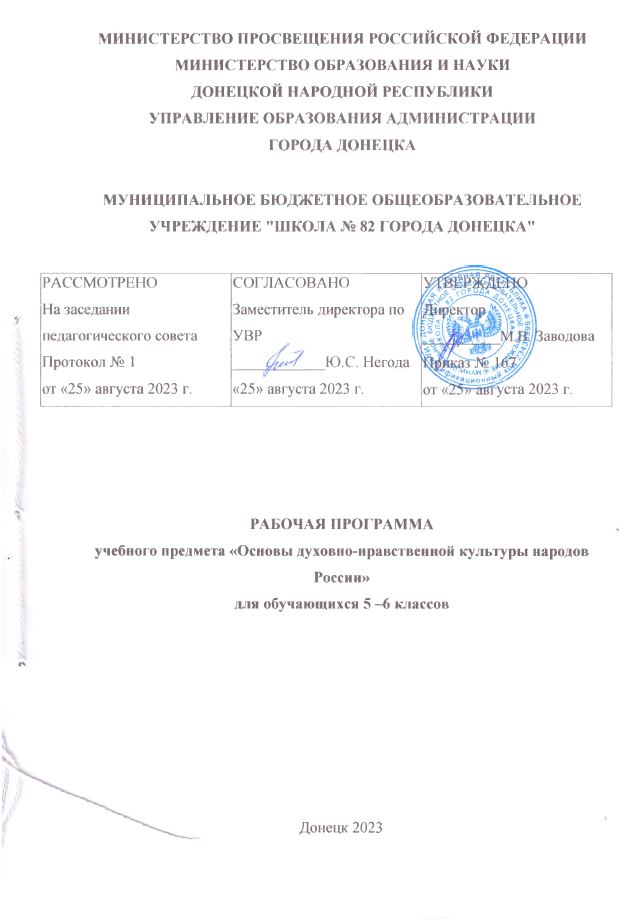 МИНИСТЕРСТВО ПРОСВЕЩЕНИЯ РОССИЙСКОЙ ФЕДЕРАЦИИ
МИНИСТЕРСТВО ОБРАЗОВАНИЯ И НАУКИ
ДОНЕЦКОЙ НАРОДНОЙ РЕСПУБЛИКИ
УПРАВЛЕНИЕ ОБРАЗОВАНИЯ АДМИНИСТРАЦИИ
ГОРОДА ДОНЕЦКА
МУНИЦИПАЛЬНОЕ БЮДЖЕТНОЕ ОБЩЕОБРАЗОВАТЕЛЬНОЕ
УЧРЕЖДЕНИЕ "ШКОЛА № 82 ГОРОДА ДОНЕЦКА"
РАССМОТРЕНО
На заседании
педагогического совета
Протокол № 1
от «25» августа 2023 г.
СОГЛАСОВАНО
Заместитель директора по
УВР
Ю.С. Негода
«25» августа 2023 г.
УТВЕРЖДЕНО
Директор
М.В. Заводова
Приказ № 167
от «25» августа 2023 г.
РАБОЧАЯ ПРОГРАММА
учебного предмета «Основы духовно-нравственной культуры народов
России»
для обучающихся 5 –6 классов
Донецк 2023